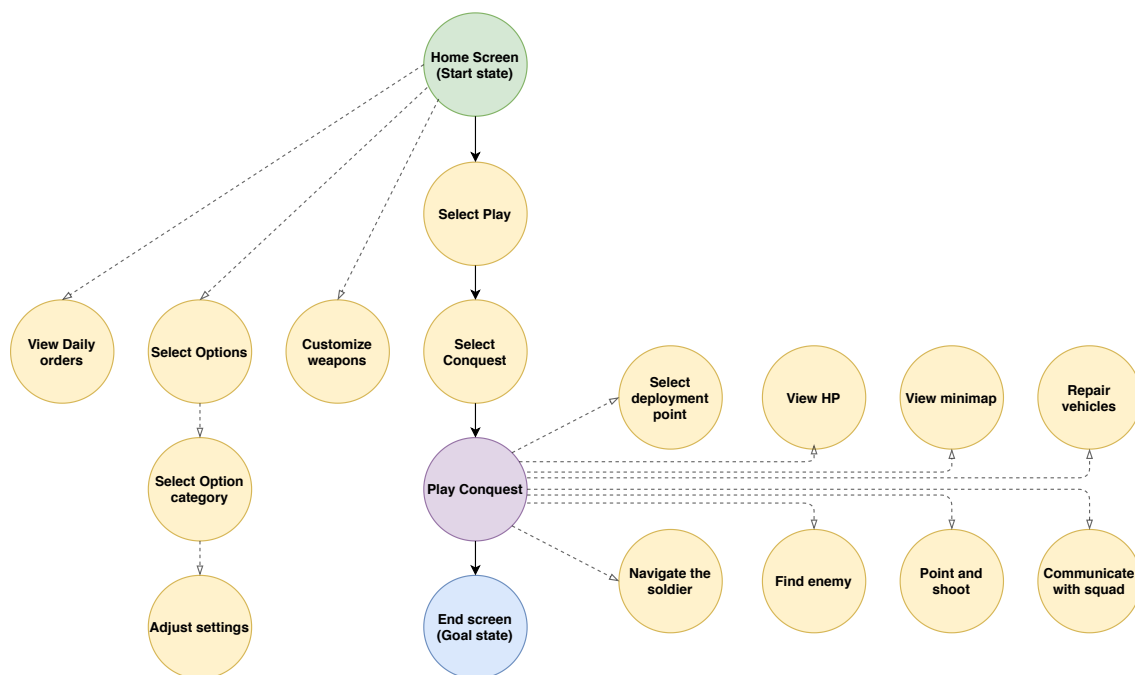 Home Screen
(Start state)
Select Play
View Daily
orders
Select Options
Customize
weapons
Select
Conquest
Select
deployment
point
View HP
View minimap
Repair
vehicles
Select Option
category
Play Conquest
Navigate the
soldier
Find enemy
Point and
shoot
Communicate
with squad
Adjust settings
End screen
(Goal state)